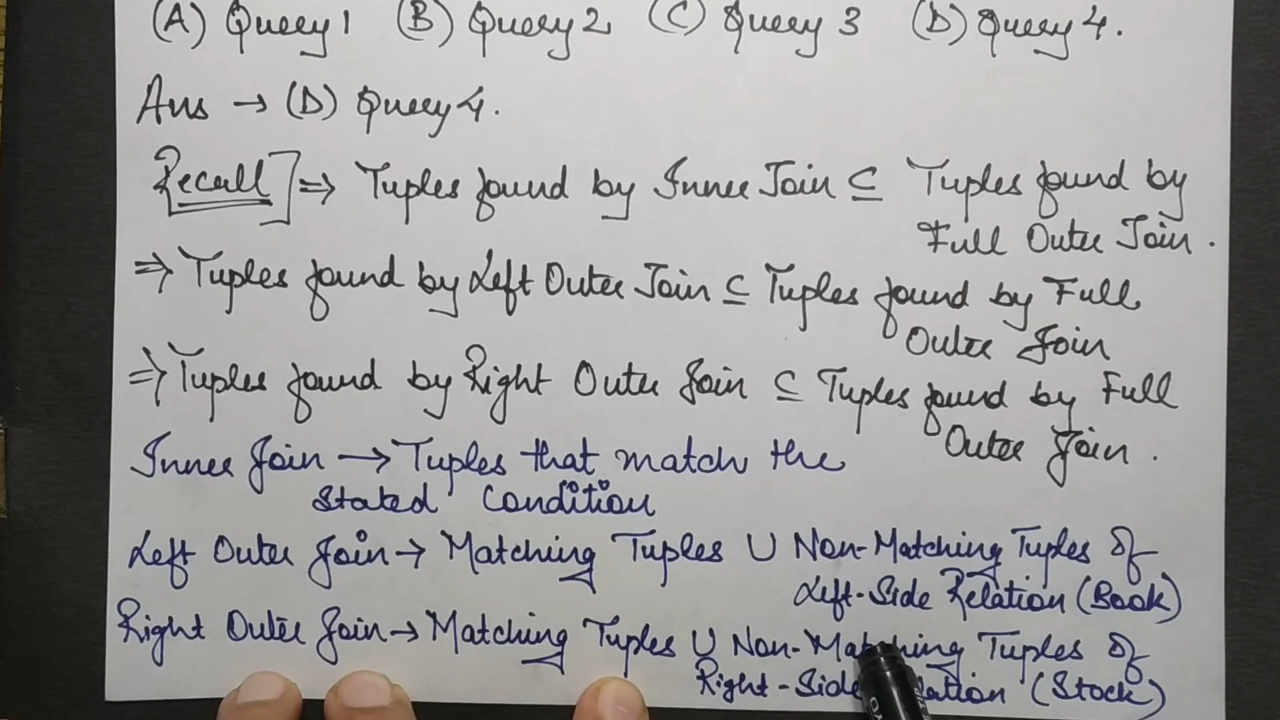 (A) Query 1 (B) Query 2 (C) Query 3 (D) Query 4.
Ans → (D) Query 4.
Recall ⇒ Tuples found by Inner Join ⊆ Tuples found by
Full Outer Join.
⇒ Tuples found by Left Outer Join ⊆ Tuples found by Full
Outer Join
⇒ Tuples found by Right Outer Join ⊆ Tuples found by Full
Outer Join.
Inner Join → Tuples that match the
stated condition
Left Outer Join → Matching Tuples ∪ Non-Matching Tuples Of
Left-Side Relation (Book)
Right Outer Join → Matching Tuples ∪ Non-Matching Tuples Of
Right-Side (Stock)